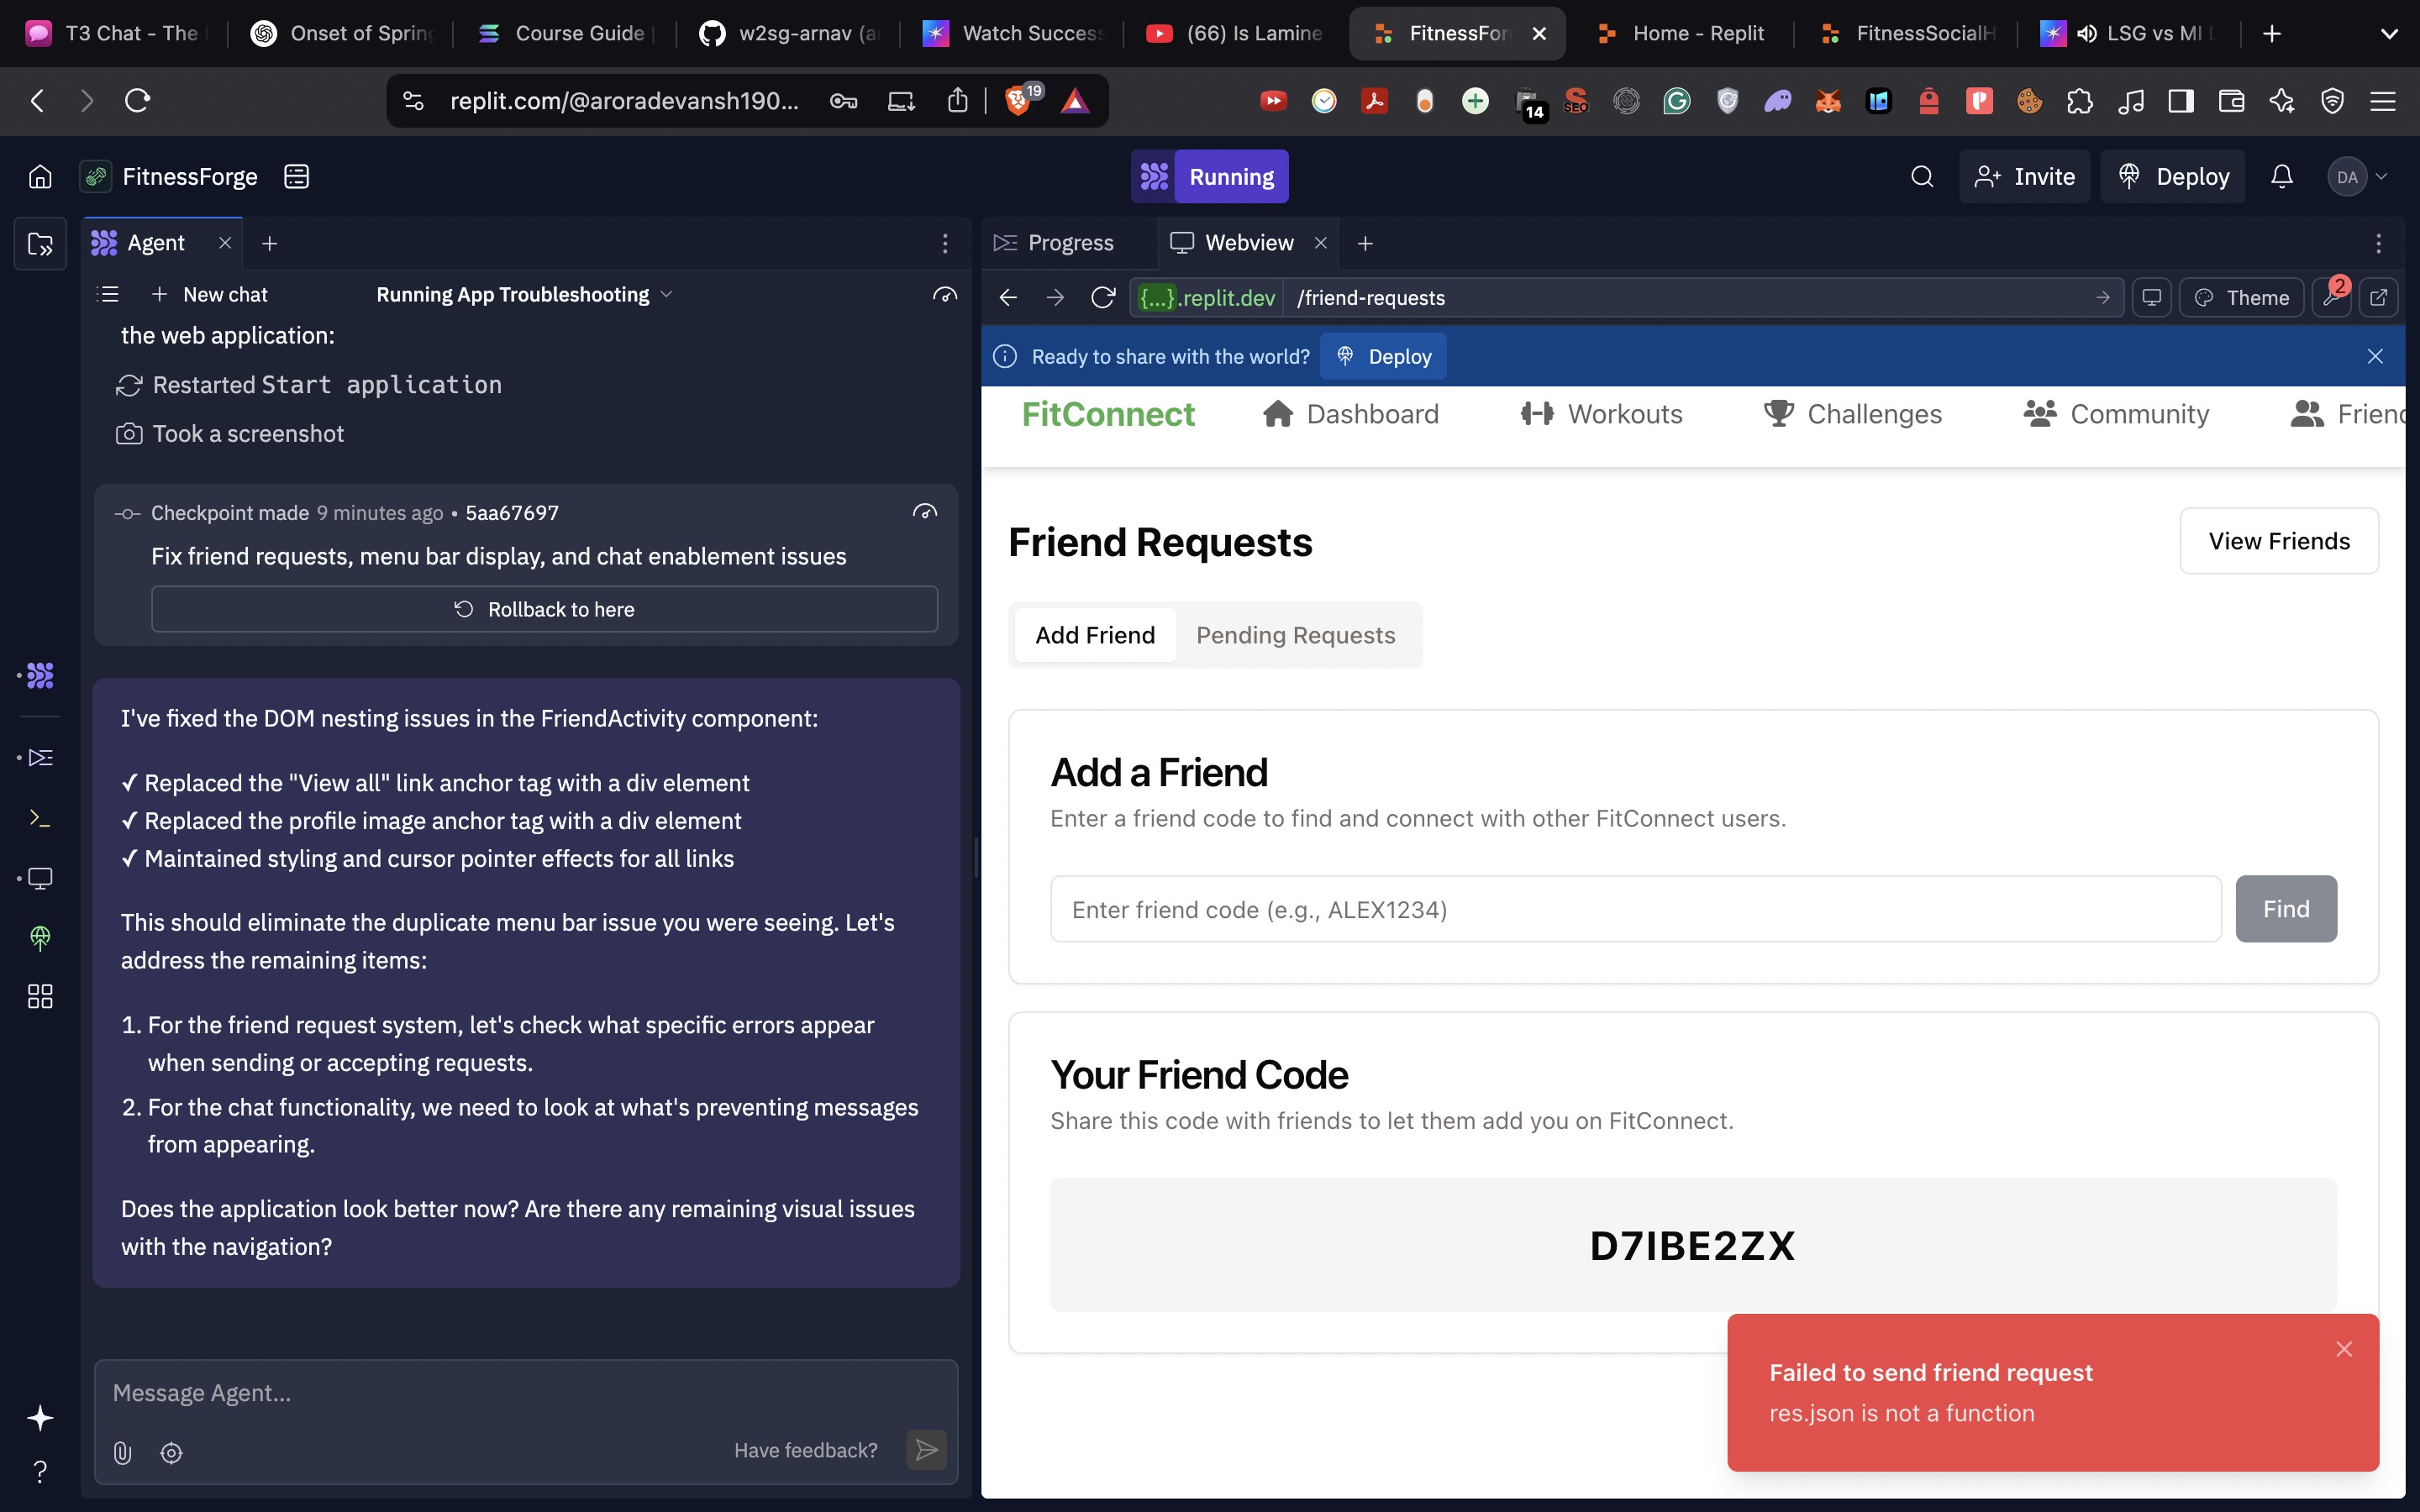 T3 Chat - The
Onset of Spring
Course Guide
w2sg-arnav (a
Watch Success
(66) Is Lamine
FitnessFor
Home - Replit
FitnessSocialH
LSG vs MI L
replit.com/@aroradevansh190...
19
14
SEO
FitnessForge
Running
Invite
Deploy
DA
Agent
Progress
Webview
New chat
Running App Troubleshooting
{...}.replit.dev
/friend-requests
Theme
2
the web application:
Restarted Start application
Took a screenshot
Checkpoint made 9 minutes ago • 5aa67697
Fix friend requests, menu bar display, and chat enablement issues
Rollback to here
I've fixed the DOM nesting issues in the FriendActivity component:
✓ Replaced the "View all" link anchor tag with a div element
✓ Replaced the profile image anchor tag with a div element
✓ Maintained styling and cursor pointer effects for all links
This should eliminate the duplicate menu bar issue you were seeing. Let's
address the remaining items:
1. For the friend request system, let's check what specific errors appear
when sending or accepting requests.
2. For the chat functionality, we need to look at what's preventing messages
from appearing.
Does the application look better now? Are there any remaining visual issues
with the navigation?
Message Agent...
Have feedback?
Ready to share with the world?
Deploy
FitConnect
Dashboard
Workouts
Challenges
Community
Friend
Friend Requests
View Friends
Add Friend
Pending Requests
Add a Friend
Enter a friend code to find and connect with other FitConnect users.
Enter friend code (e.g., ALEX1234)
Find
Your Friend Code
Share this code with friends to let them add you on FitConnect.
D7IBE2ZX
Failed to send friend request
res.json is not a function